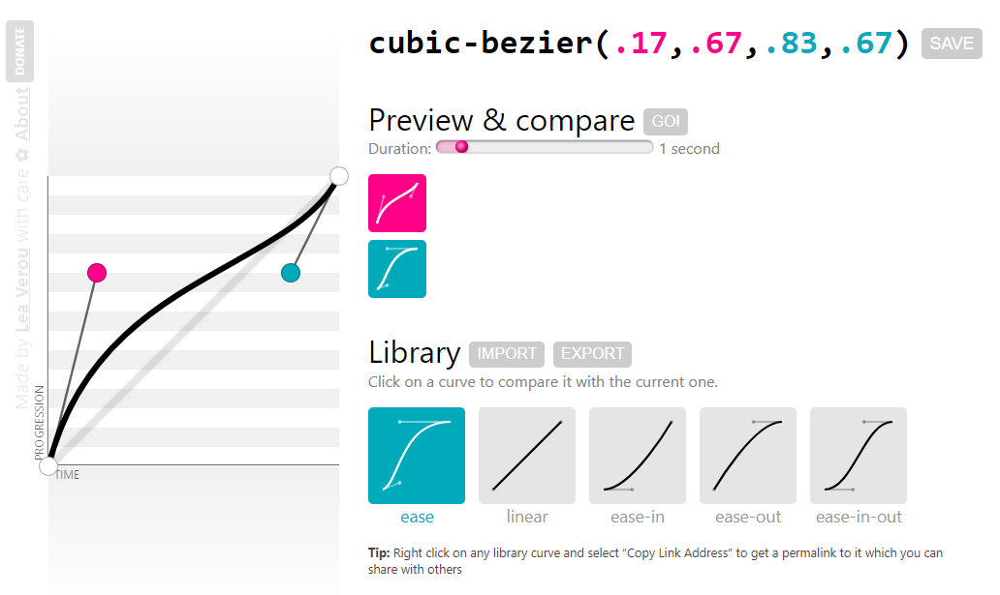 DONATE
Made by Lea Verou with care ✿ About
cubic-bezier(.17,.67,.83,.67) SAVE
Preview & compare GO!
Duration: 1 second
PROGRESSION
TIME
Library IMPORT EXPORT
Click on a curve to compare it with the current one.
ease linear ease-in ease-out ease-in-out
Tip: Right click on any library curve and select “Copy Link Address” to get a permalink to it which you can
share with others